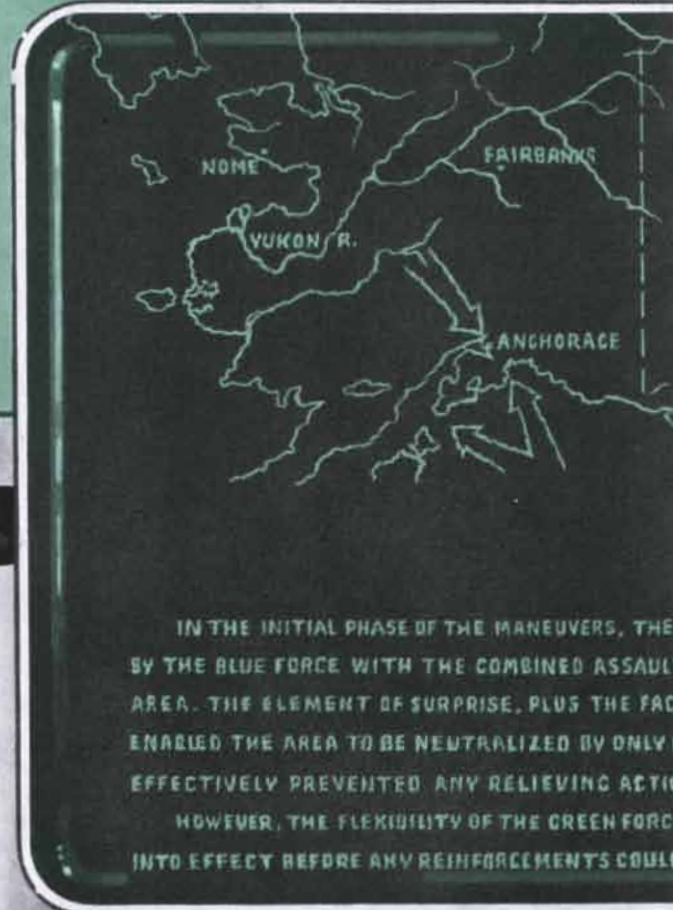 NOME
FAIRBANKS
YUKON R.
ANCHORAGE
IN THE INITIAL PHASE OF THE MANEUVERS, THE
BY THE BLUE FORCE WITH THE COMBINED ASSAUL
AREA. THE ELEMENT OF SURPRISE, PLUS THE FAC
ENABLED THE AREA TO BE NEUTRALIZED BY ONLY
EFFECTIVELY PREVENTED ANY RELIEVING ACTI
HOWEVER, THE FLEXIBILITY OF THE GREEN FORC
INTO EFFECT BEFORE ANY REINFORCEMENTS COUL